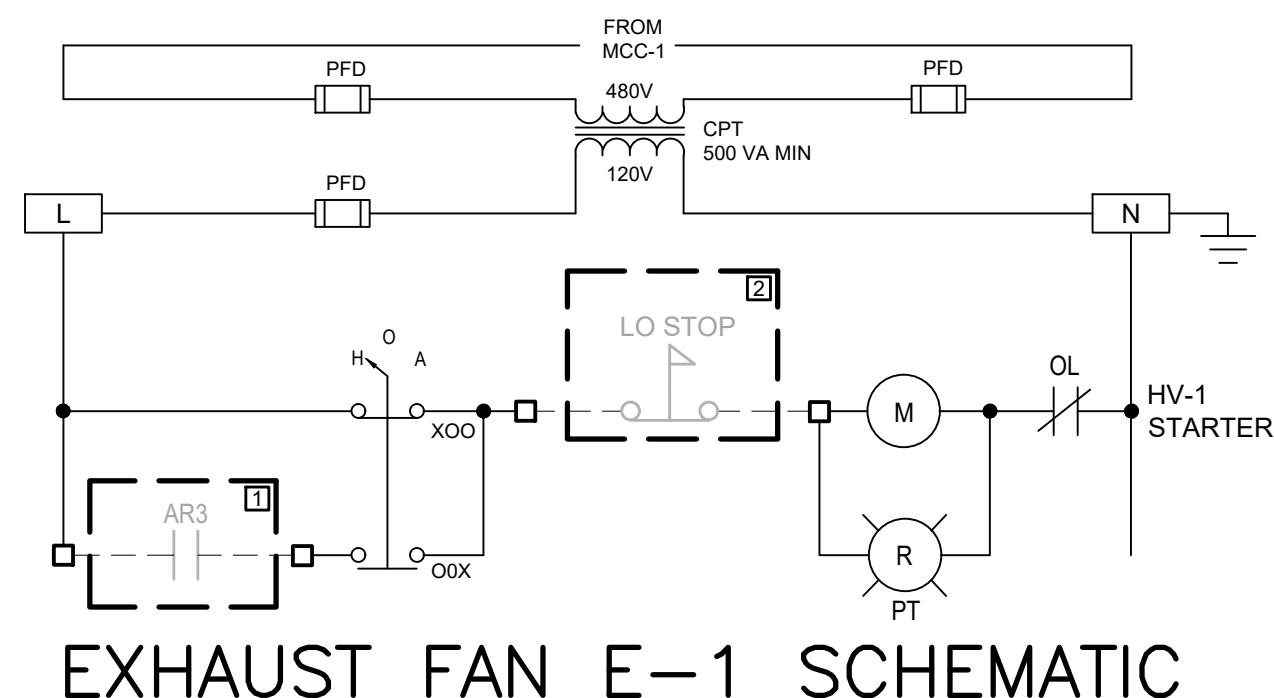 FROM
MCC-1
PFD
PFD
480V
CPT
500 VA MIN
120V
PFD
L
N
2
LO STOP
H
O
A
OL
HV-1
STARTER
M
XOO
1
AR3
R
O0X
PT
EXHAUST FAN E-1 SCHEMATIC